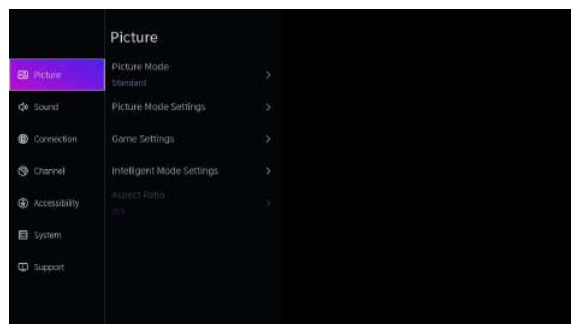 Picture
Picture
Picture Mode
Standard
Sound
Picture Mode Settings
Connection
Game Settings
Channel
Intelligent Mode Settings
Accessibility
Aspect Ratio
System
Support